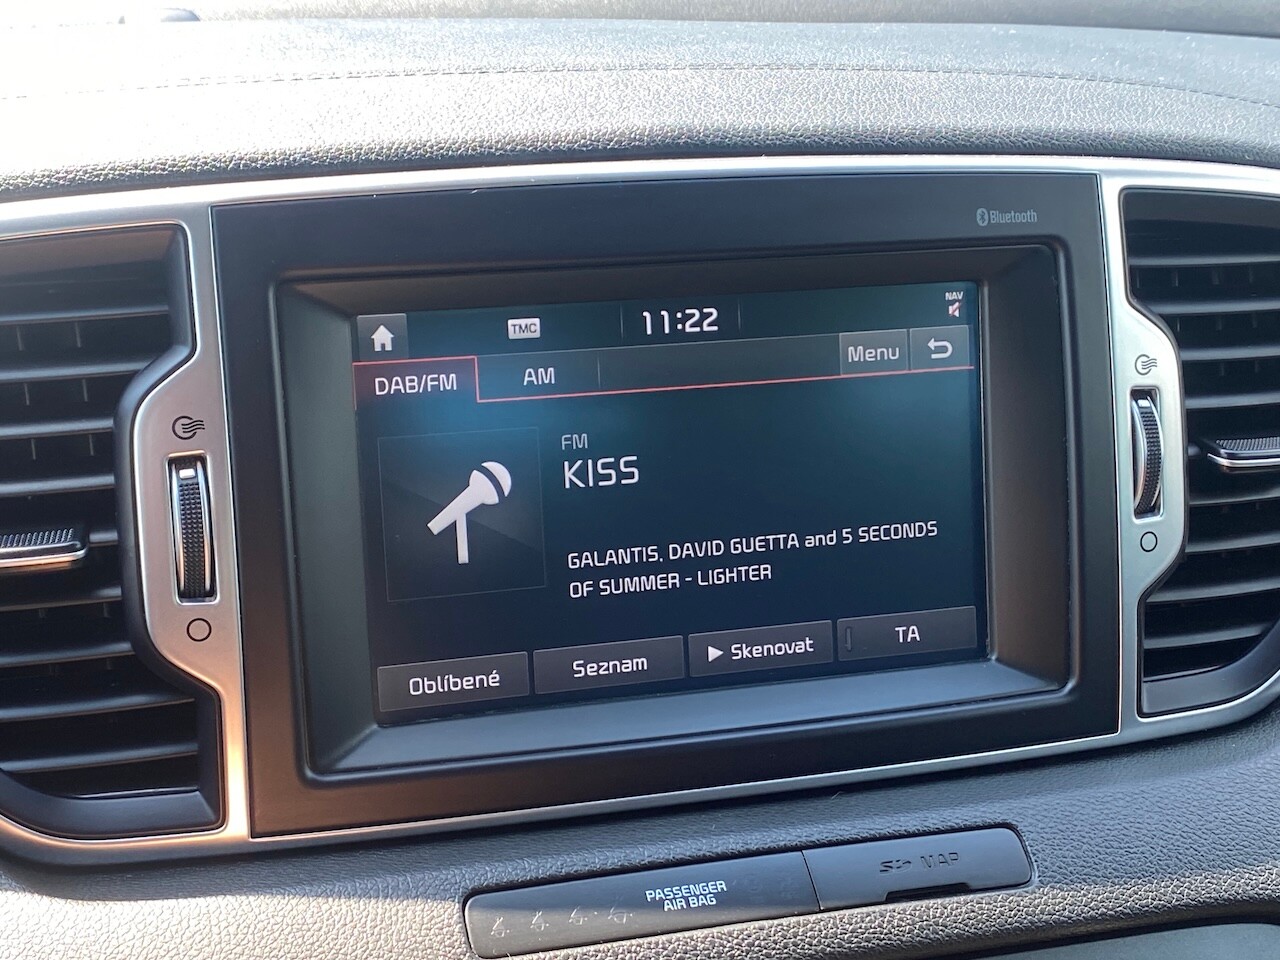 Bluetooth
NAV
TMC
11:22
DAB/FM
AM
Menu
FM
KISS
GALANTIS, DAVID GUETTA and 5 SECONDS
OF SUMMER - LIGHTER
Oblíbené
Seznam
Skenovat
TA
PASSENGER
AIR BAG
MAP